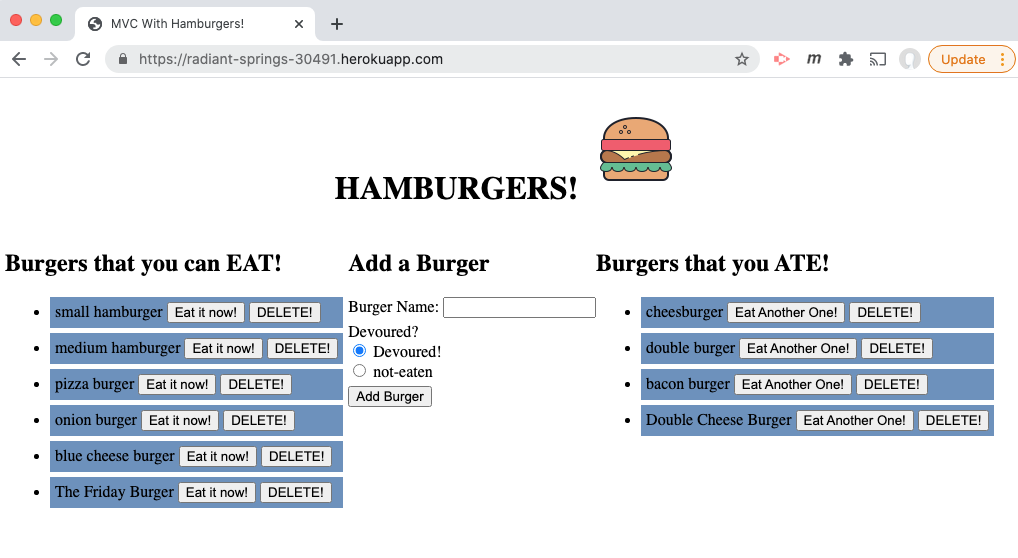 MVC With Hamburgers!
https://radiant-springs-30491.herokuapp.com
m
Update
HAMBURGERS!
Burgers that you can EAT!
small hamburger Eat it now! DELETE!
medium hamburger Eat it now! DELETE!
pizza burger Eat it now! DELETE!
onion burger Eat it now! DELETE!
blue cheese burger Eat it now! DELETE!
The Friday Burger Eat it now! DELETE!
Add a Burger
Burger Name:
Devoured?
Devoured!
not-eaten
Add Burger
Burgers that you ATE!
cheesburger Eat Another One! DELETE!
double burger Eat Another One! DELETE!
bacon burger Eat Another One! DELETE!
Double Cheese Burger Eat Another One! DELETE!